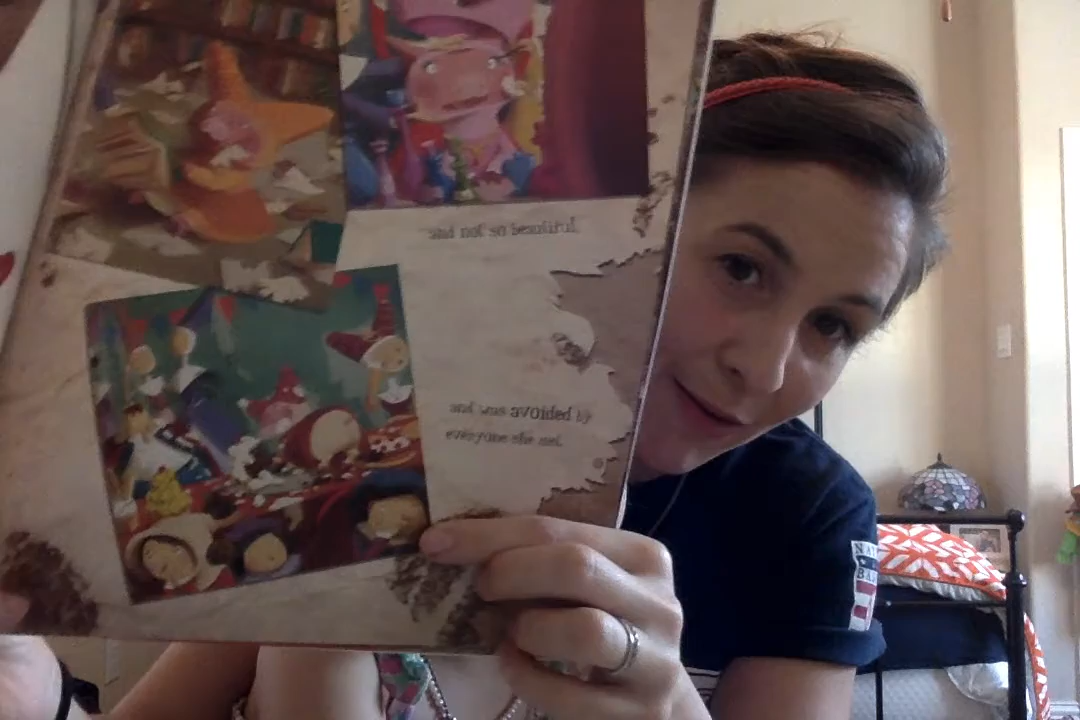 and not so beautiful,
and was avoided by
everyone she met.